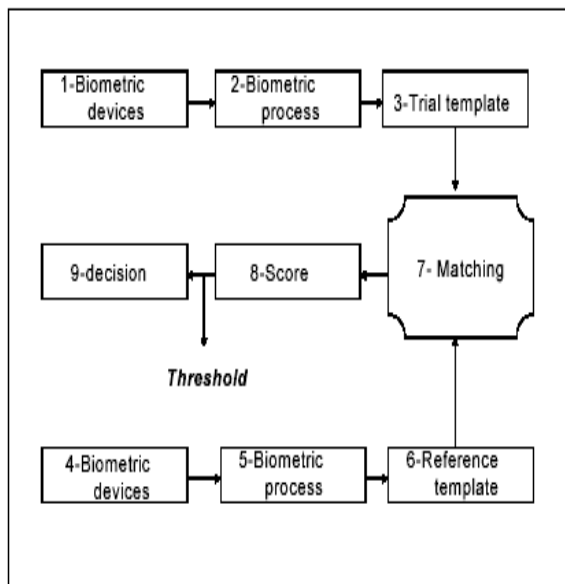 1-Biometric
devices
2-Biometric
process
3-Trial template
9-decision
8-Score
7- Matching
Threshold
4-Biometric
devices
5-Biometric
process
6-Reference
template